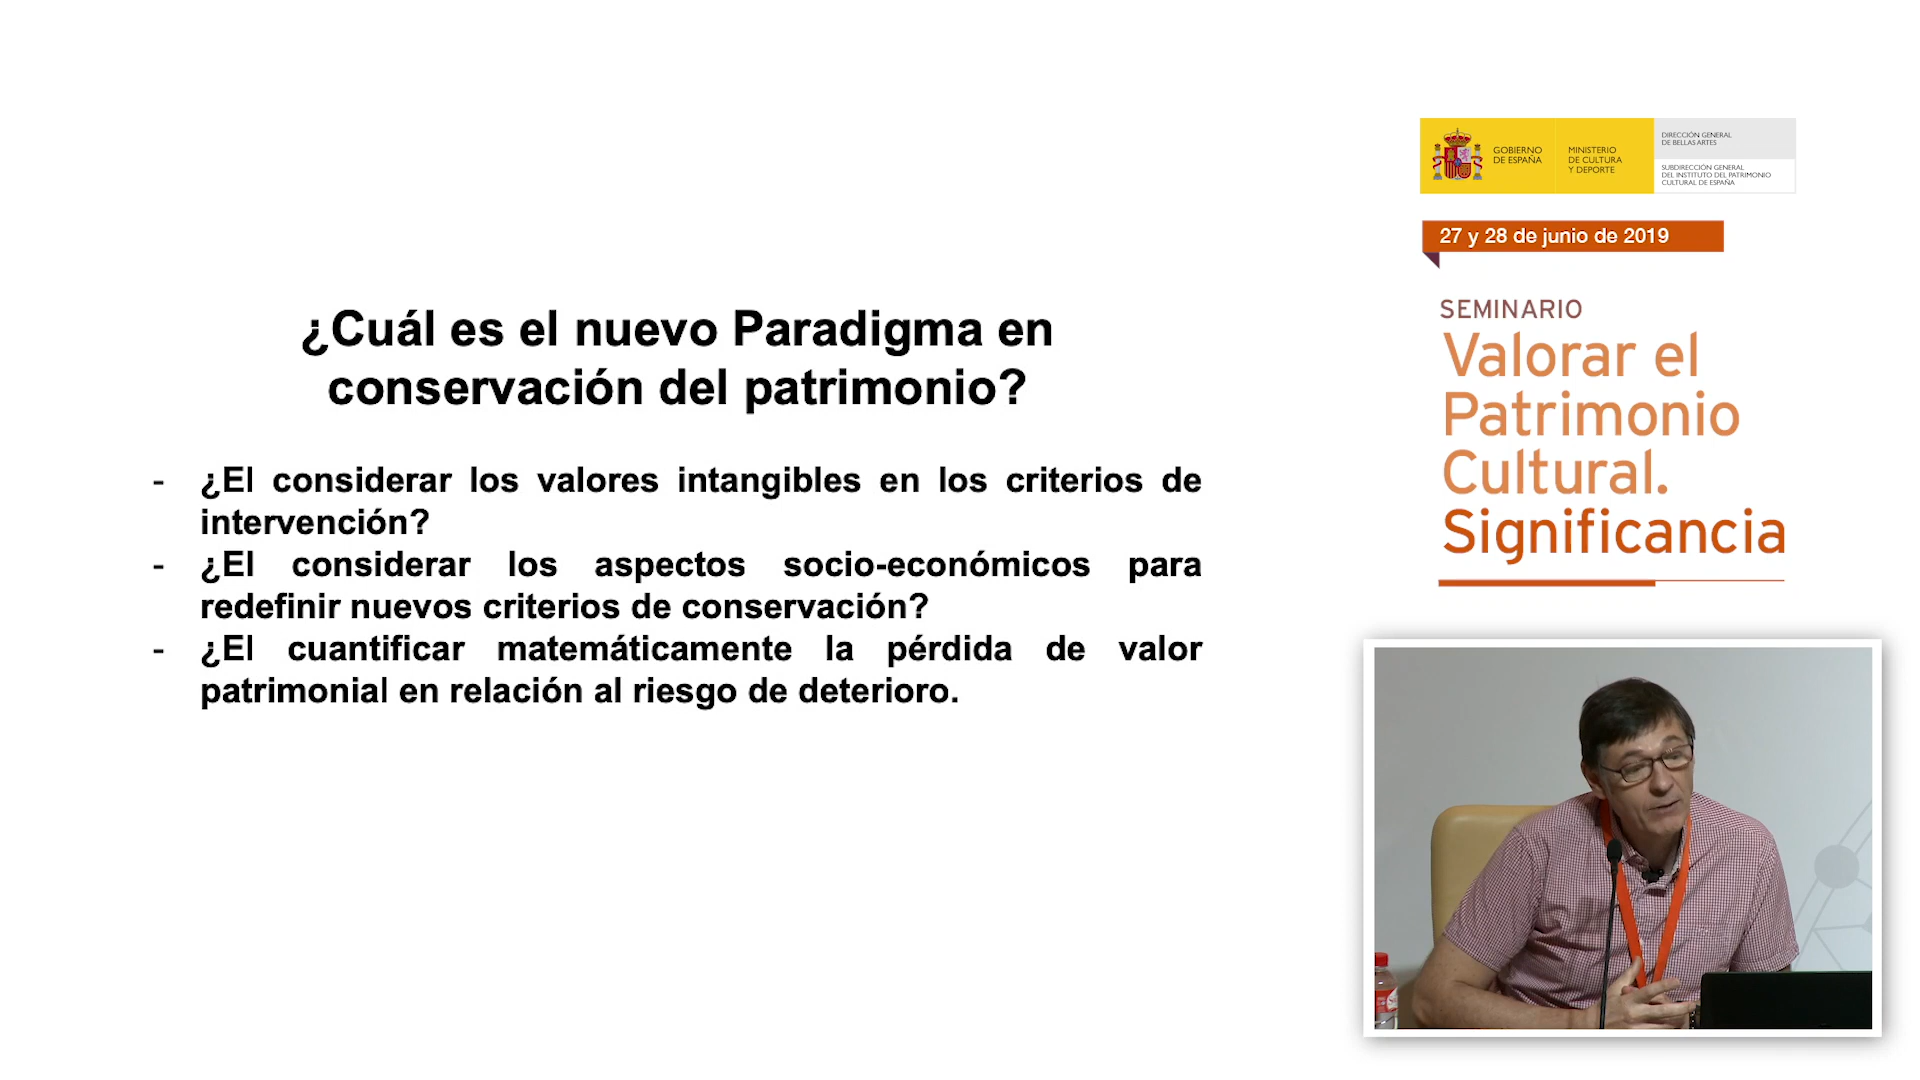 ¿Cuál es el nuevo Paradigma en
conservación del patrimonio?
- ¿El considerar los valores intangibles en los criterios de
intervención?
- ¿El considerar los aspectos socio-económicos para
redefinir nuevos criterios de conservación?
- ¿El cuantificar matemáticamente la pérdida de valor
patrimonial en relación al riesgo de deterioro.
GOBIERNO
DE ESPAÑA
MINISTERIO
DE CULTURA
Y DEPORTE
DIRECCIÓN GENERAL
DE BELLAS ARTES
SUBDIRECCIÓN GENERAL
DEL INSTITUTO DEL PATRIMONIO
CULTURAL DE ESPAÑA
27 y 28 de junio de 2019
SEMINARIO
Valorar el
Patrimonio
Cultural.
Significancia